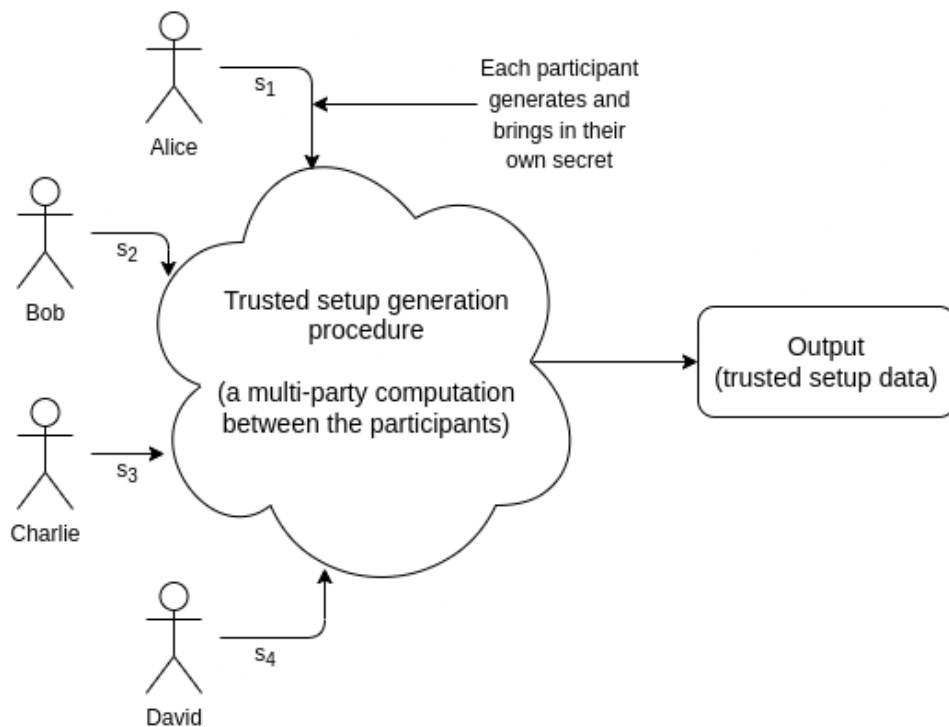 s1
Alice
Each participant
generates and
brings in their
own secret
s2
Bob
Trusted setup generation
procedure
(a multi-party computation
between the participants)
Output
(trusted setup data)
s3
Charlie
s4
David